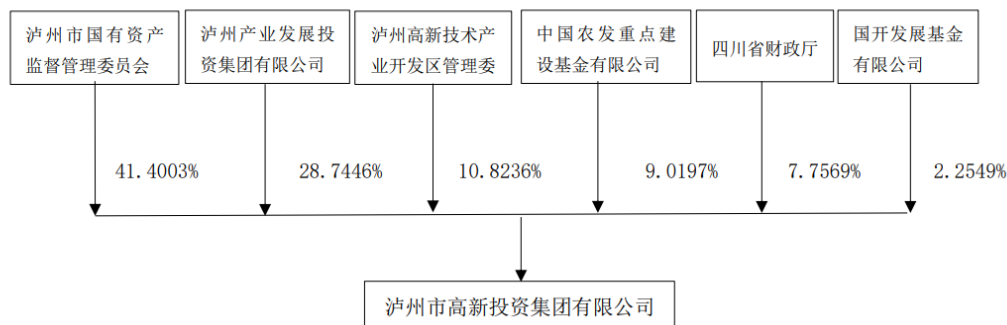 泸州市国有资产
监督管理委员会
泸州产业发展投
资集团有限公司
泸州高新技术产
业开发区管理委
中国农发重点建
设基金有限公司
四川省财政厅
国开发展基金
有限公司
41.4003%
28.7446%
10.8236%
9.0197%
7.7569%
2.2549%
泸州市高新投资集团有限公司